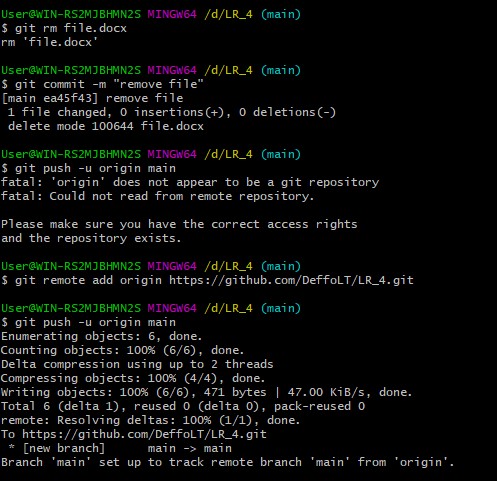 User@WIN-RS2MJBHMN2S MINGW64 /d/LR_4 (main)
$ git rm file.docx
rm 'file.docx'
User@WIN-RS2MJBHMN2S MINGW64 /d/LR_4 (main)
$ git commit -m "remove file"
[main ea45f43] remove file
 1 file changed, 0 insertions(+), 0 deletions(-)
 delete mode 100644 file.docx
User@WIN-RS2MJBHMN2S MINGW64 /d/LR_4 (main)
$ git push -u origin main
fatal: 'origin' does not appear to be a git repository
fatal: Could not read from remote repository.
Please make sure you have the correct access rights
and the repository exists.
User@WIN-RS2MJBHMN2S MINGW64 /d/LR_4 (main)
$ git remote add origin https://github.com/DeffoLT/LR_4.git
User@WIN-RS2MJBHMN2S MINGW64 /d/LR_4 (main)
$ git push -u origin main
Enumerating objects: 6, done.
Counting objects: 100% (6/6), done.
Delta compression using up to 2 threads
Compressing objects: 100% (4/4), done.
Writing objects: 100% (6/6), 471 bytes | 47.00 KiB/s, done.
Total 6 (delta 1), reused 0 (delta 0), pack-reused 0
remote: Resolving deltas: 100% (1/1), done.
To https://github.com/DeffoLT/LR_4.git
 * [new branch]      main -> main
Branch 'main' set up to track remote branch 'main' from 'origin'.